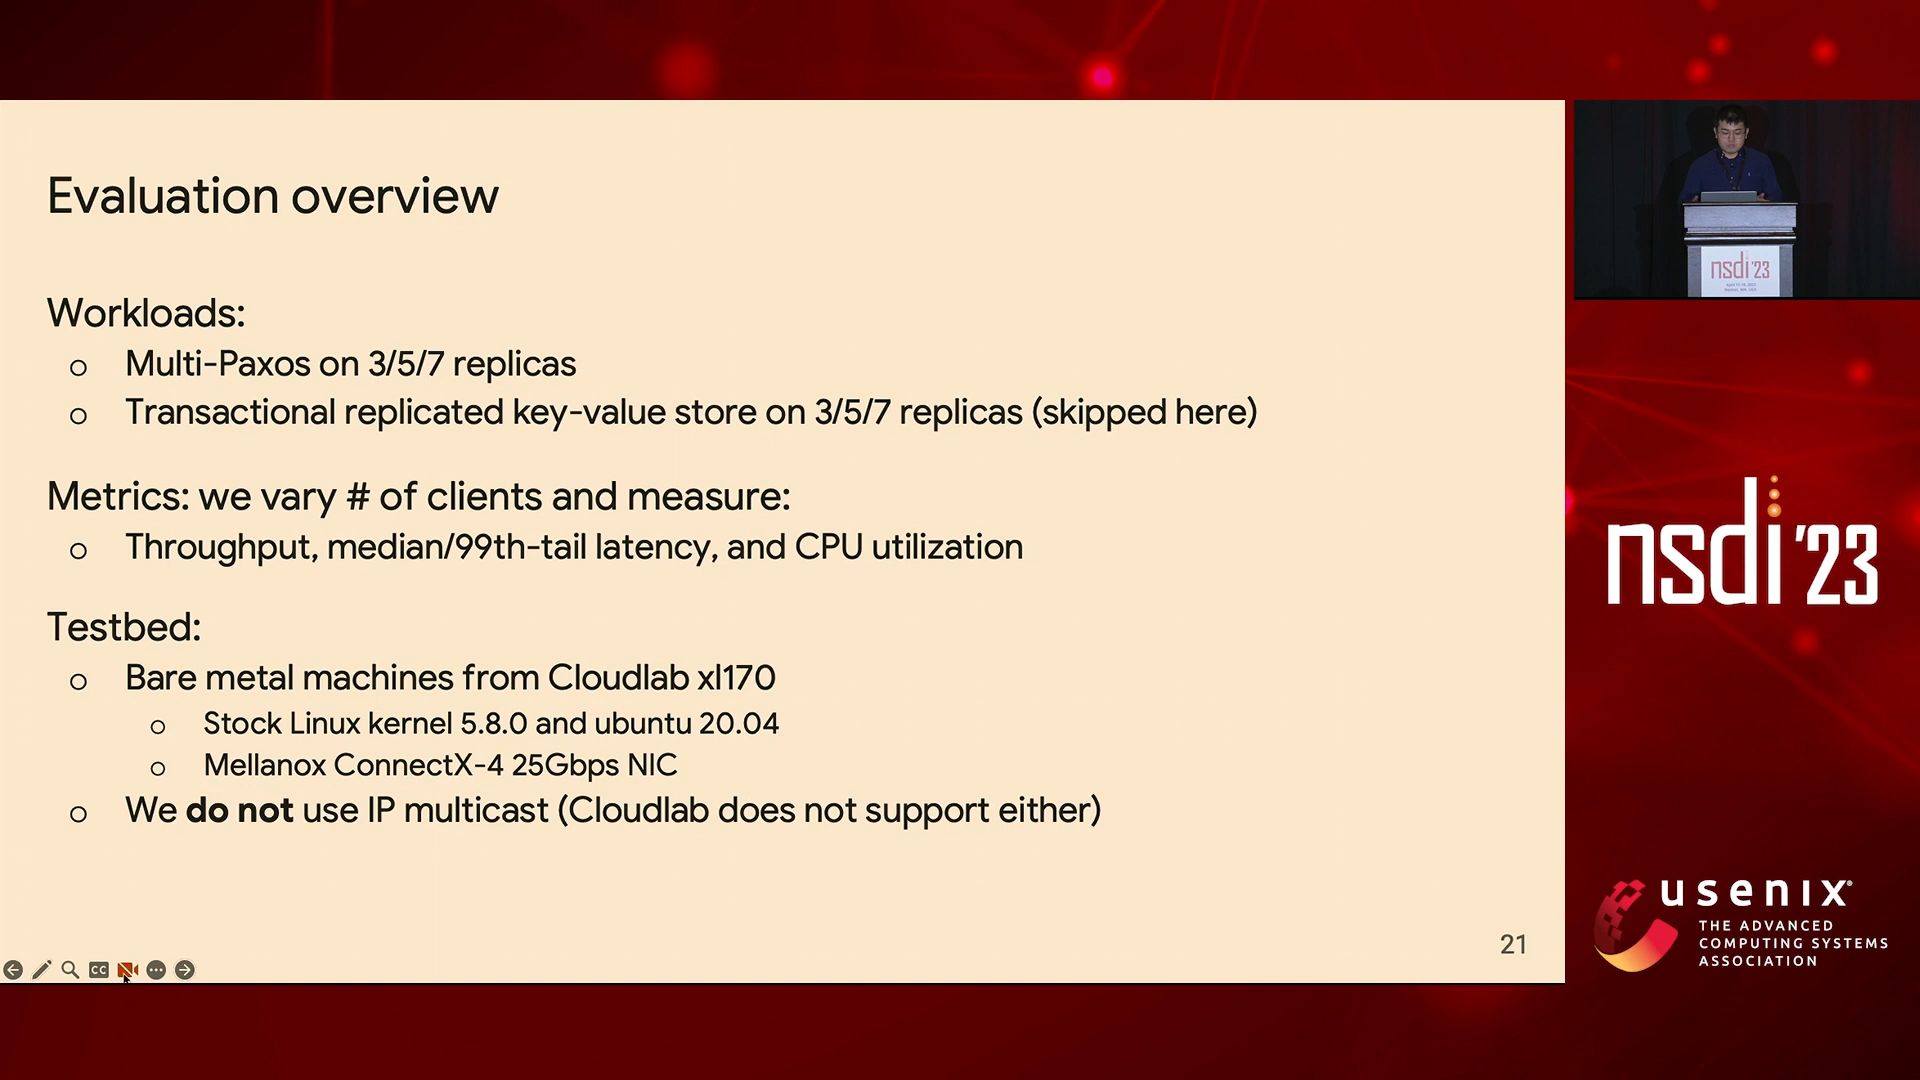 Evaluation overview
Workloads:
Multi-Paxos on 3/5/7 replicas
Transactional replicated key-value store on 3/5/7 replicas (skipped here)
Metrics: we vary # of clients and measure:
Throughput, median/99th-tail latency, and CPU utilization
Testbed:
Bare metal machines from Cloudlab xl170
Stock Linux kernel 5.8.0 and ubuntu 20.04
Mellanox ConnectX-4 25Gbps NIC
We do not use IP multicast (Cloudlab does not support either)
21
CC
nsdi '23
nsdi '23
usenix®
THE ADVANCED
COMPUTING SYSTEMS
ASSOCIATION